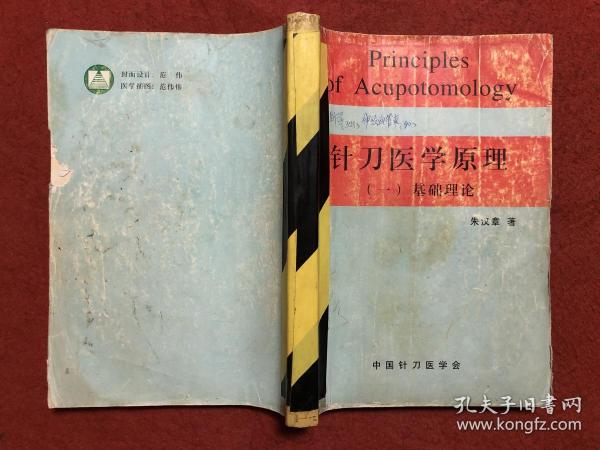 封面设计：范 伟
医学插图：范伟伟
Principles
of Acupotomology
针刀医学原理
（一）基础理论
朱汉章 著
中国针刀医学会
孔夫子旧书网
www.kongfz.com